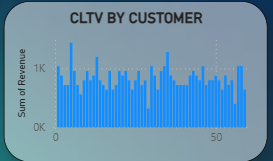 CLTV BY CUSTOMER
Sum of Revenue
1K
0K
0
50